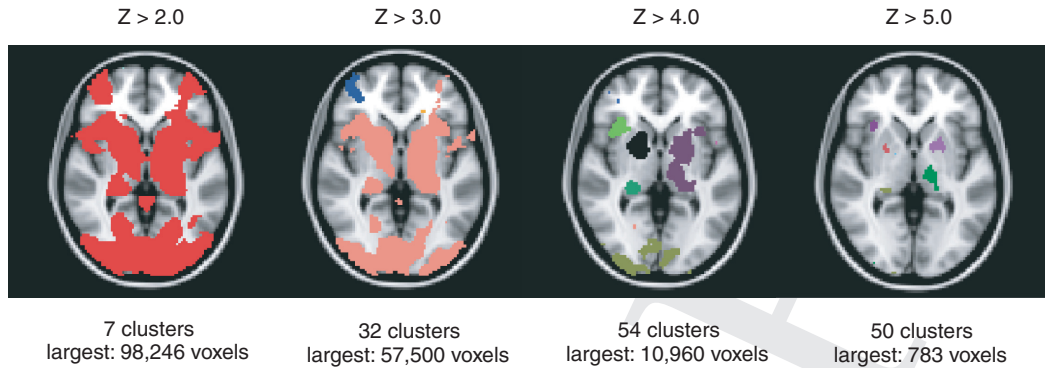 Z > 2.0
Z > 3.0
Z > 4.0
Z > 5.0
7 clusters
largest: 98,246 voxels
32 clusters
largest: 57,500 voxels
54 clusters
largest: 10,960 voxels
50 clusters
largest: 783 voxels